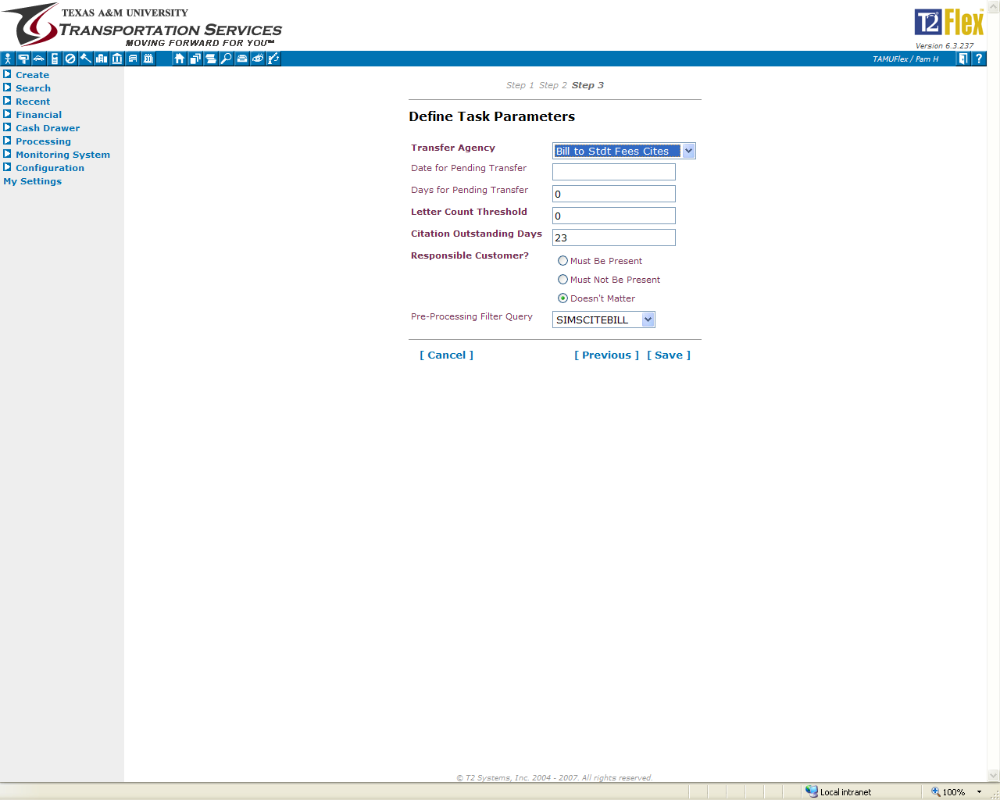 TEXAS A&M UNIVERSITY
TRANSPORTATION SERVICES
MOVING FORWARD FOR YOU™
T2 Flex™
Version 6.3.237
TAMUFlex / Pam H
?
Create
Search
Recent
Financial
Cash Drawer
Processing
Monitoring System
Configuration
My Settings
Step 1 Step 2 Step 3
Define Task Parameters
Transfer Agency Bill to Stdt Fees Cites
Date for Pending Transfer
Days for Pending Transfer 0
Letter Count Threshold 0
Citation Outstanding Days 23
Responsible Customer? Must Be Present
Must Not Be Present
Doesn't Matter
Pre-Processing Filter Query SIMSCITEBILL
[ Cancel ] [ Previous ] [ Save ]
© T2 Systems, Inc. 2004 - 2007. All rights reserved.
Local intranet 100%